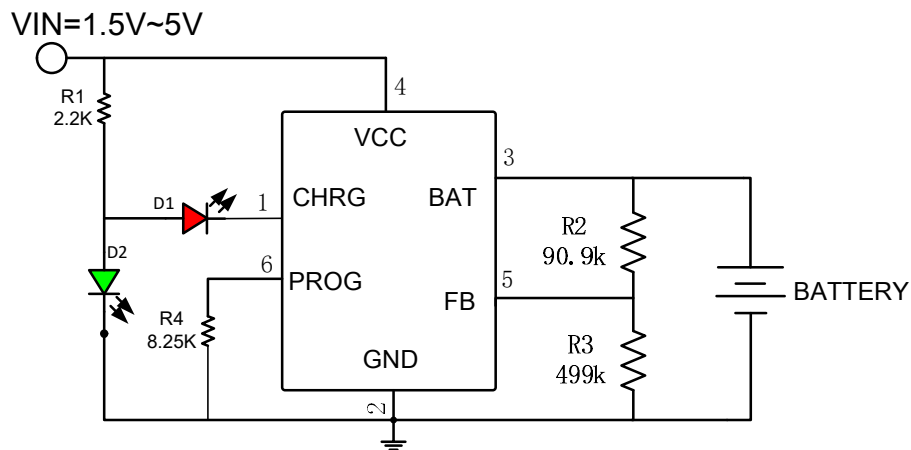 VIN=1.5V~5V
R1
2.2K
4
VCC
3
D1
1
CHRG
BAT
R2
90.9k
D2
6
PROG
5
FB
BATTERY
R4
8.25K
GND
R3
499k
2